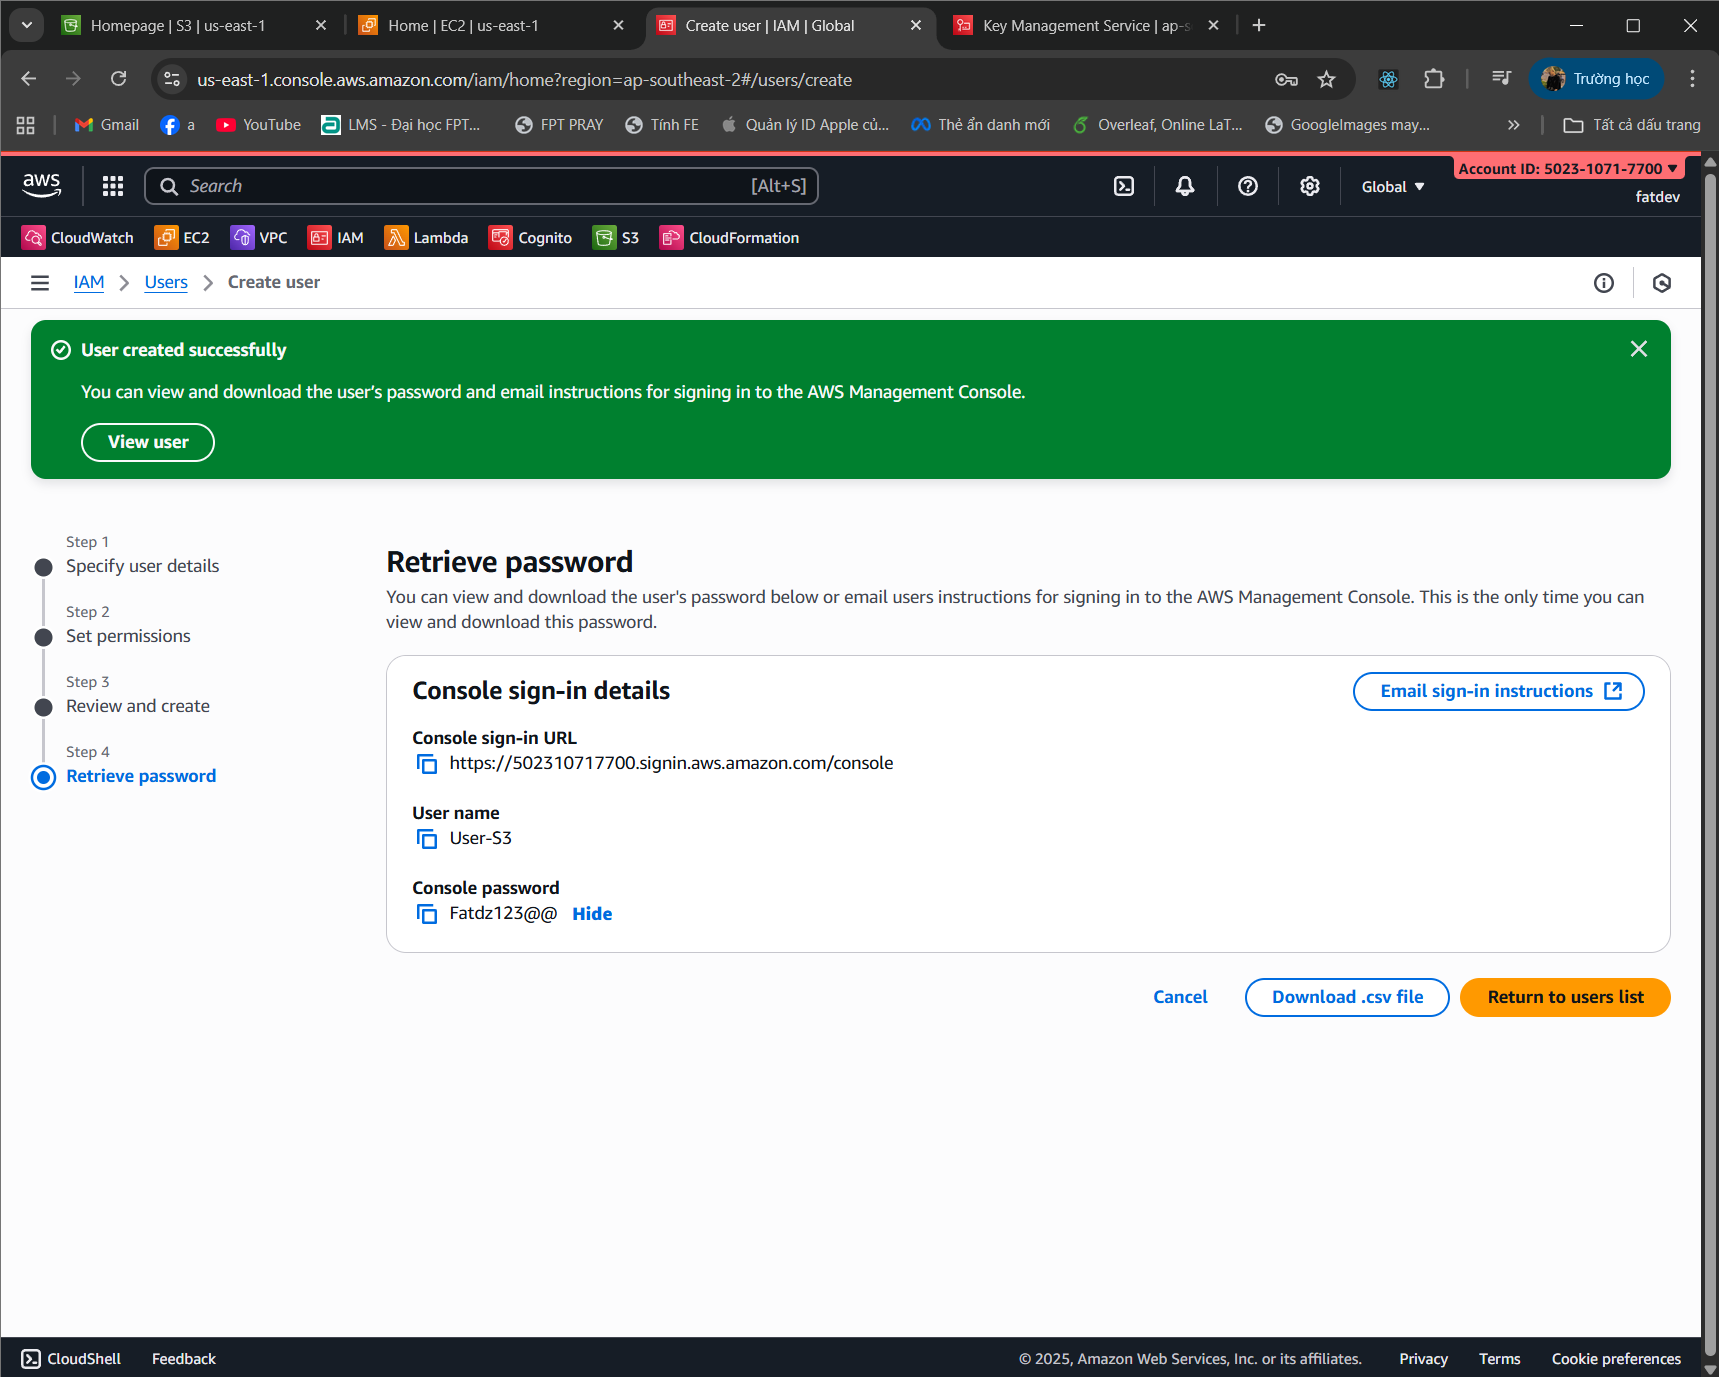 Homepage | S3 | us-east-1
Home | EC2 | us-east-1
Create user | IAM | Global
Key Management Service | ap-s
us-east-1.console.aws.amazon.com/iam/home?region=ap-southeast-2#/users/create
Trường học
Gmail
a
YouTube
LMS - Đại học FPT...
FPT PRAY
Tính FE
Quản lý ID Apple củ...
Thẻ ẩn danh mới
Overleaf, Online LaT...
GoogleImages may...
Tất cả dấu trang
aws
Search
[Alt+S]
Global
Account ID: 5023-1071-7700
fatdev
CloudWatch
EC2
VPC
IAM
Lambda
Cognito
S3
CloudFormation
IAM
Users
Create user
User created successfully
You can view and download the user's password and email instructions for signing in to the AWS Management Console.
View user
Step 1
Specify user details
Step 2
Set permissions
Step 3
Review and create
Step 4
Retrieve password
Retrieve password
You can view and download the user's password below or email users instructions for signing in to the AWS Management Console. This is the only time you can
view and download this password.
Console sign-in details
Email sign-in instructions
Console sign-in URL
https://502310717700.signin.aws.amazon.com/console
User name
User-S3
Console password
Fatdz123@@ Hide
Cancel
Download .csv file
Return to users list
CloudShell
Feedback
© 2025, Amazon Web Services, Inc. or its affiliates.
Privacy
Terms
Cookie preferences